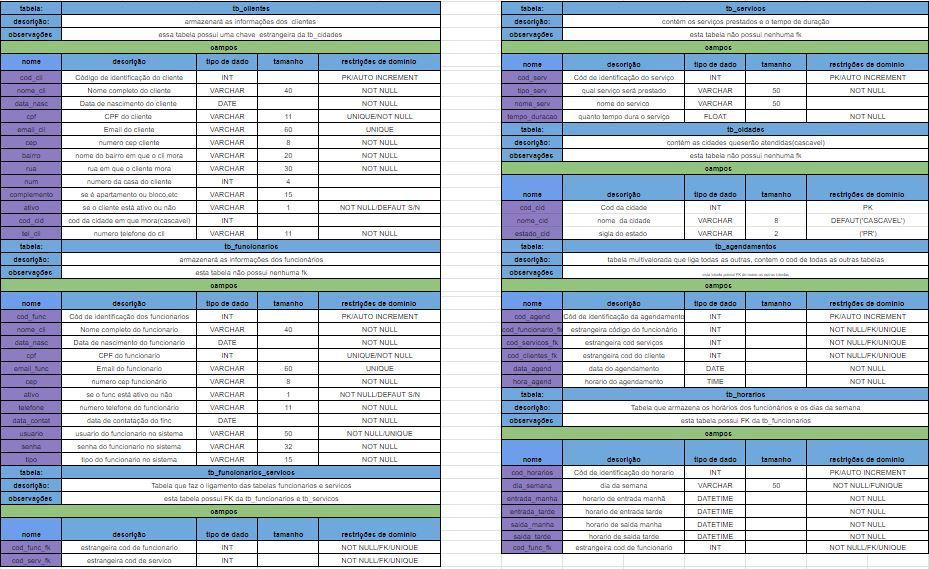 tabela: tb_clientes
descrição: armazenará as informações dos clientes
observações essa tabela possui uma chave estrangeira da tb_cidades
campos
nome descrição tipo de dado tamanho restrições de dominio
cod_cli Código de identificação do cliente INT PK/AUTO INCREMENT
nome_cli Nome completo do cliente VARCHAR 40 NOT NULL
data_nasc Data de nascimento do cliente DATE NOT NULL
cpf CPF do cliente VARCHAR 11 UNIQUE/NOT NULL
email_cli Email do cliente VARCHAR 60 UNIQUE
cep numero cep cliente VARCHAR 8 NOT NULL
bairro nome do bairro em que o cli mora VARCHAR 20 NOT NULL
rua rua em que o cliente mora VARCHAR 30 NOT NULL
num numero da casa do cliente INT 4
complemento se é apartamento ou bloco,etc VARCHAR 15
ativo se o client está ativo ou não VARCHAR 1 NOT NULL/DEFAUT S/N
cod_cid cod da cidade em que mora(cascavel) INT
tel_cli numero telefone do cli VARCHAR 11 NOT NULL
tabela: tb_funcionarios
descrição: armazenará as informações dos funcionários
observações esta tabela não possui nenhuma fk
campos
nome descrição tipo de dado tamanho restrições de dominio
cod_func Cód de identificação dos funcionarios INT PK/AUTO INCREMENT
nome_cli Nome completo do funcionario VARCHAR 40 NOT NULL
data_nasc Data de nascimento do funcionario DATE NOT NULL
cpf CPF do funcionario INT UNIQUE/NOT NULL
email_func Email do funcionario VARCHAR 60 UNIQUE
cep número cep funcionário VARCHAR 8 NOT NULL
ativo se o func está ativo ou não VARCHAR 1 NOT NULL/DEFAUT S/N
telefone numero telefone do funcionário VARCHAR 11 NOT NULL
data_contat data de contatação do finc DATE NOT NULL
usuario usuario do funcionario no sistema VARCHAR 50 NOT NULL/UNIQUE
senha senha do funcionario no sistema VARCHAR 32 NOT NULL
tipo tipo do funcionario no sistema VARCHAR 15 NOT NULL
tabela: tb_funcionarios_servicos
descrição: Tabela que faz o ligamento das tabelas funcionarios e servicos
observações esta tabela possui FK da tb_funcionarios e tb_servicos
campos
nome descrição tipo de dado tamanho restrições de dominio
cod_func_fk estrangeira cod de funcionario INT NOT NULL/FK/UNIQUE
cod_serv_fk estrangeira cod de servico INT NOT NULL/FK/UNIQUE
tabela: tb_servicos
descrição: contém os serviços prestados e o tempo de duração
observações esta tabela não possui nenhuma fk
campos
nome descrição tipo de dado tamanho restrições de dominio
cod_serv Cód de identificação do serviço INT PK/AUTO INCREMENT
tipo_serv qual serviço será prestado VARCHAR 50 NOT NULL
nome_serv nome do servico VARCHAR 50
tempo_duracao quanto tempo dura o serviço FLOAT NOT NULL
tabela: tb_cidades
descrição: contém as cidades queserão atendidas(cascavel)
observações esta tabela não possui nenhuma fk
campos
nome descrição tipo de dado tamanho restrições de dominio
cod_cid Cod da cidade INT PK
nome_cid nome da cidade VARCHAR 8 DEFAUT('CASCAVEL')
estado_cid sigla do estado VARCHAR 2 ('PR')
tabela: tb_agendamentos
descrição: tabela multivalorada que liga todas as outras, contem o cod de todas as outras tabelas
observações
campos
nome descrição tipo de dado tamanho restrições de dominio
cod_agend Cód de identificação da agendamento INT PK/AUTO INCREMENT
cod_funcionario_fk estrangeira código do funcionário INT NOT NULL/FK/UNIQUE
cod_servicos_fk estrangeira cod serviços INT NOT NULL/FK/UNIQUE
cod_clientes_fk estrangeira cod do cliente INT NOT NULL/FK/UNIQUE
data_agend data do agendamento DATE NOT NULL
hora_agend horario do agendamento TIME NOT NULL
tabela: tb_horarios
descrição: Tabela que armazena os horários dos funcionários e os dias da semana
observações esta tabela possui FK da tb_funcionarios
campos
nome descrição tipo de dado tamanho restrições de dominio
cod_horarios Cód de identificação do horario INT PK/AUTO INCREMENT
dia_semana dia da semana VARCHAR 50 NOT NULL/FUNIQUE
entrada_manha horario de entrada manhã DATETIME NOT NULL
entrada_tarde horario de entrada tarde DATETIME NOT NULL
saida_manha horario de saida manha DATETIME NOT NULL
saida_tarde horario de saida tarde DATETIME NOT NULL
cod_func_fk estrangeira cod de funcionario INT NOT NULL/FK/UNIQUE